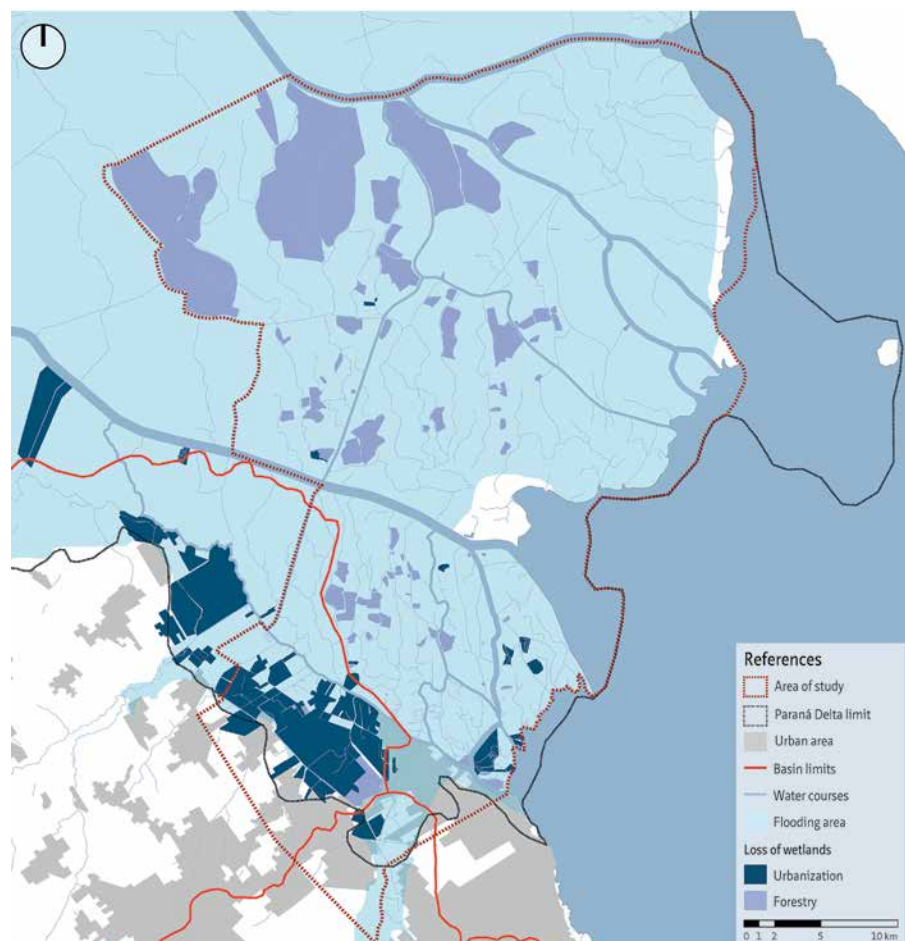 References
Area of study
Paraná Delta limit
Urban area
Basin limits
Water courses
Flooding area
Loss of wetlands
Urbanization
Forestry
0 1 2 5 10 km